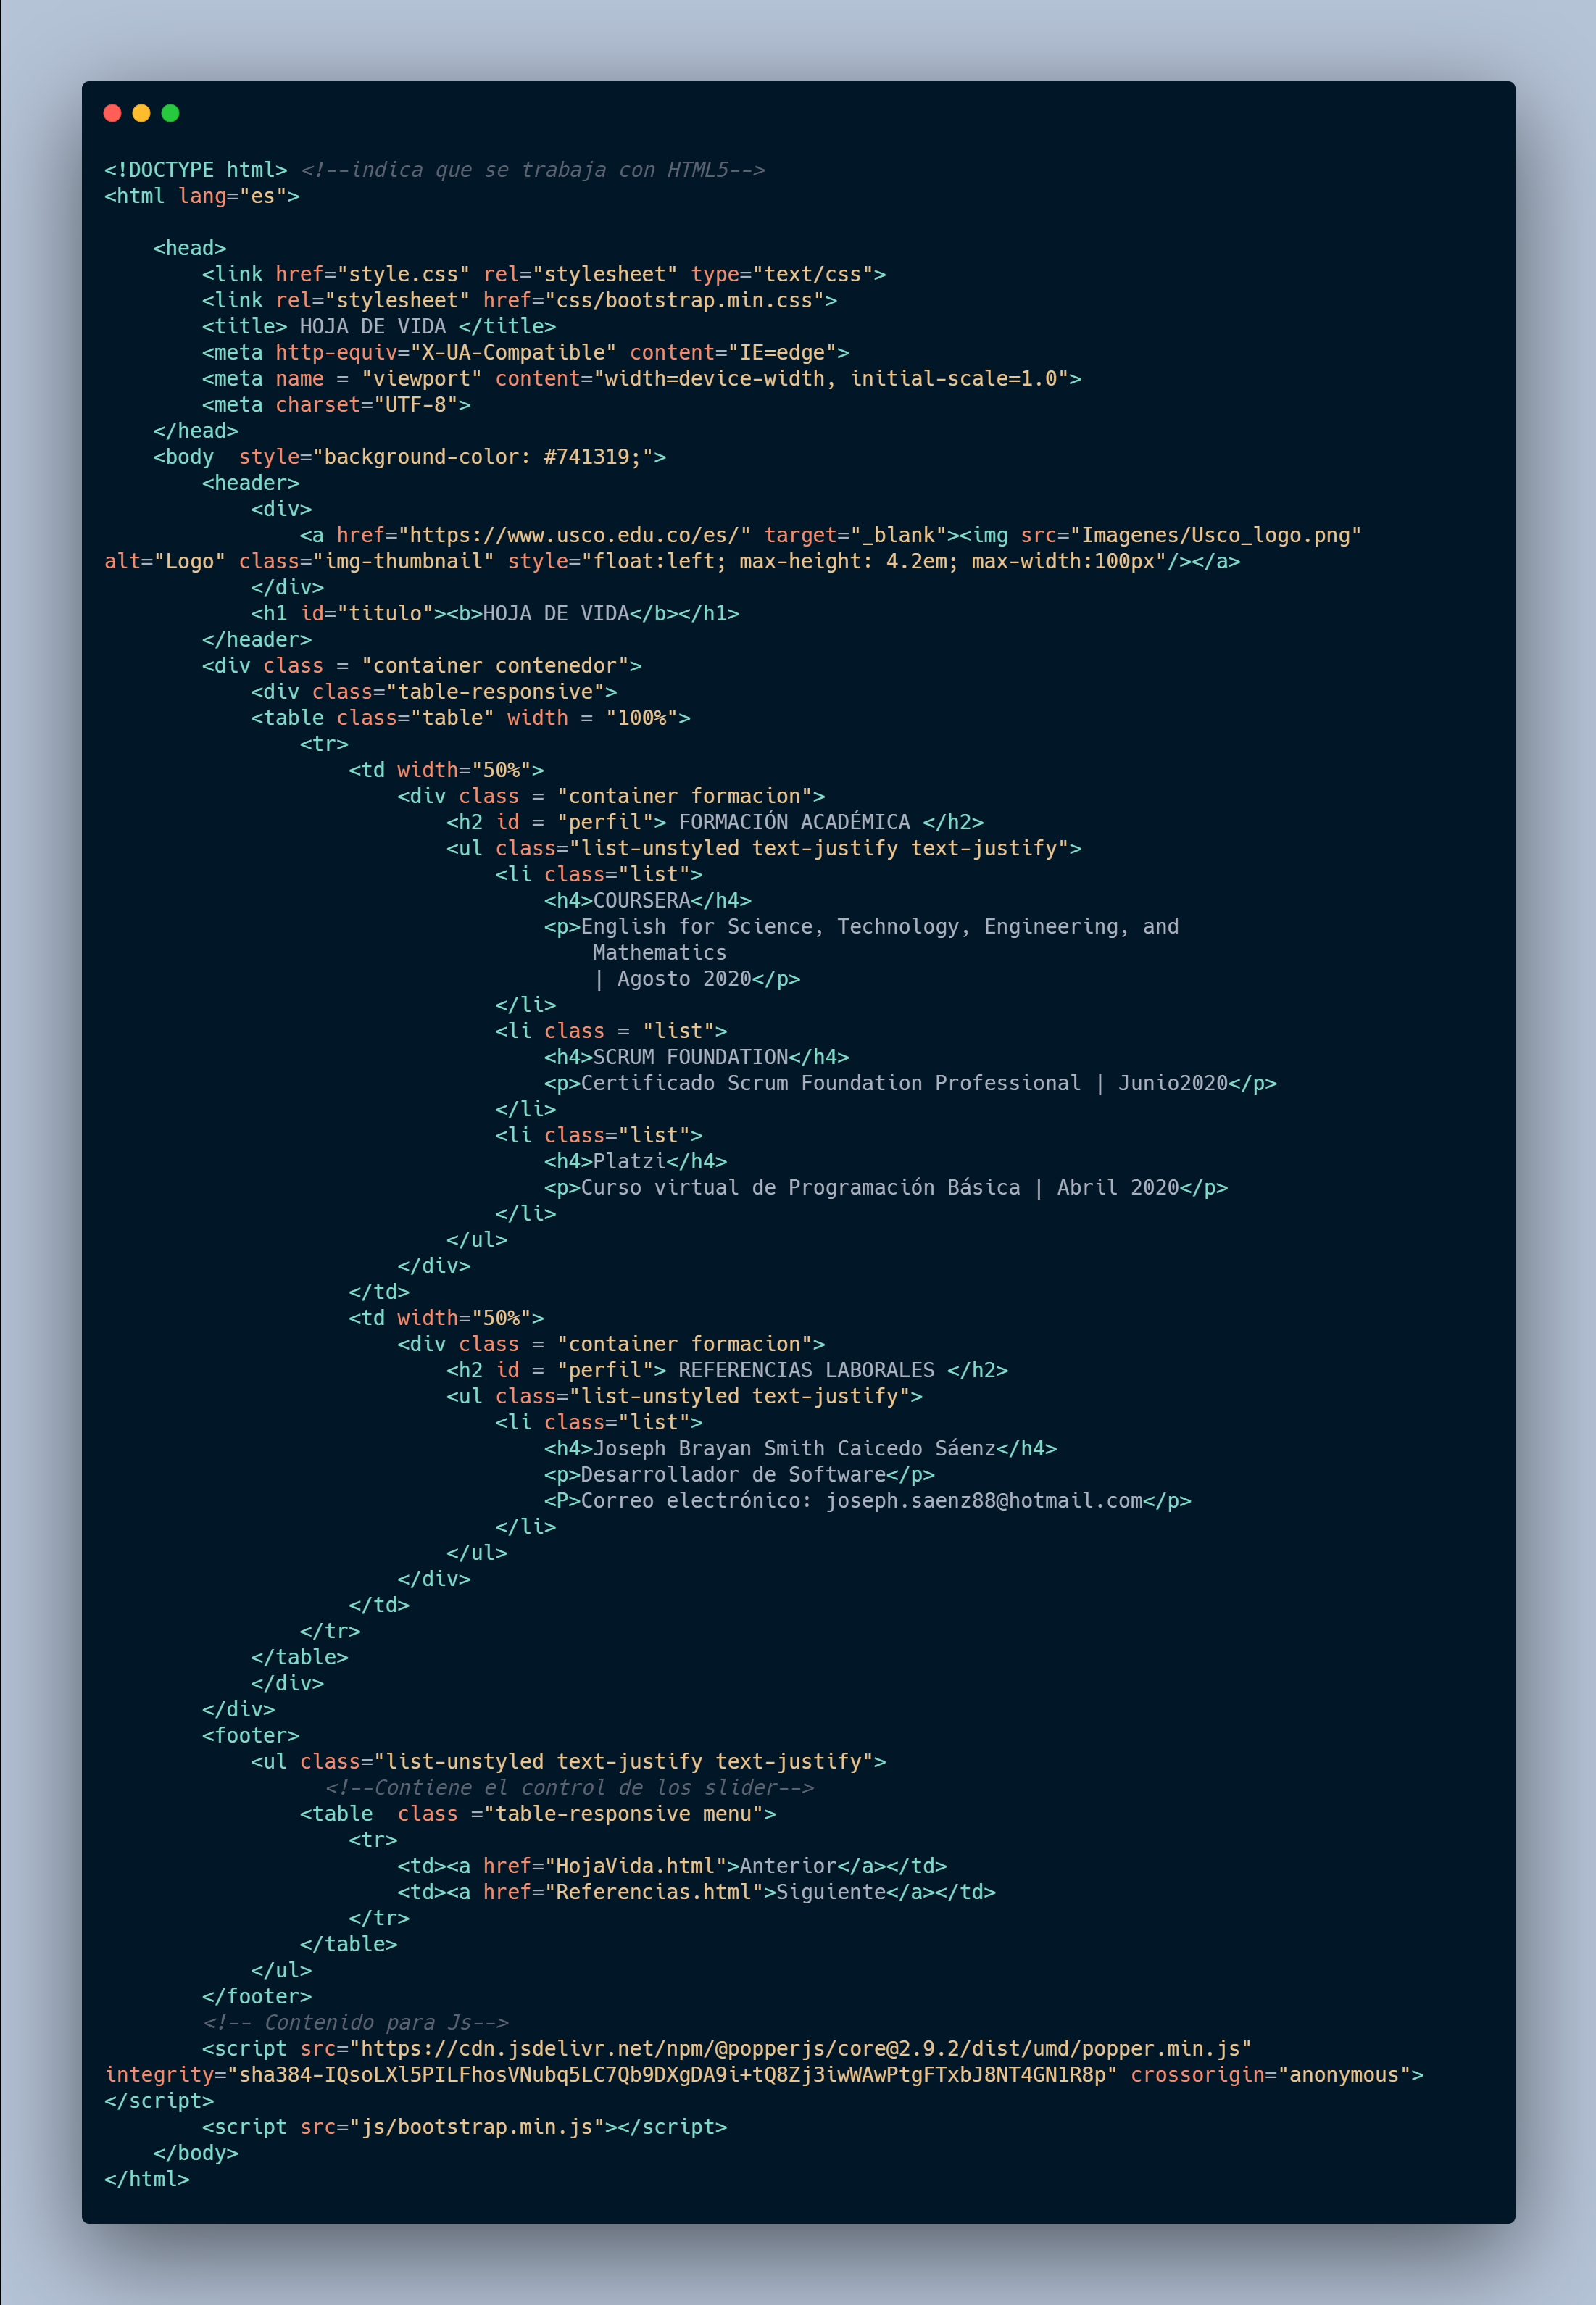 <!DOCTYPE html> <!--indica que se trabaja con HTML5-->
<html lang="es">

    <head>
        <link href="style.css" rel="stylesheet" type="text/css">
        <link rel="stylesheet" href="css/bootstrap.min.css">
        <title> HOJA DE VIDA </title>
        <meta http-equiv="X-UA-Compatible" content="IE=edge">
        <meta name = "viewport" content="width=device-width, initial-scale=1.0">
        <meta charset="UTF-8">
    </head>
    <body  style="background-color: #741319;">
        <header>
            <div>
                <a href="https://www.usco.edu.co/es/" target="_blank"><img src="Imagenes/Usco_logo.png"
alt="Logo" class="img-thumbnail" style="float:left; max-height: 4.2em; max-width:100px"/></a>
            </div>
            <h1 id="titulo"><b>HOJA DE VIDA</b></h1>
        </header>
        <div class = "container contenedor">
            <div class="table-responsive">
            <table class="table" width = "100%">
                <tr>
                    <td width="50%">
                        <div class = "container formacion">
                            <h2 id = "perfil"> FORMACIÓN ACADÉMICA </h2>
                            <ul class="list-unstyled text-justify text-justify">
                                <li class="list">
                                    <h4>COURSERA</h4>
                                    <p>English for Science, Technology, Engineering, and
                                        Mathematics
                                        | Agosto 2020</p>
                                </li>
                                <li class = "list">
                                    <h4>SCRUM FOUNDATION</h4>
                                    <p>Certificado Scrum Foundation Professional | Junio2020</p>
                                </li>
                                <li class="list">
                                    <h4>Platzi</h4>
                                    <p>Curso virtual de Programación Básica | Abril 2020</p>
                                </li>
                            </ul>
                        </div>
                    </td>
                    <td width="50%">
                        <div class = "container formacion">
                            <h2 id = "perfil"> REFERENCIAS LABORALES </h2>
                            <ul class="list-unstyled text-justify">
                                <li class="list">
                                    <h4>Joseph Brayan Smith Caicedo Sáenz</h4>
                                    <p>Desarrollador de Software</p>
                                    <P>Correo electrónico: joseph.saenz88@hotmail.com</p>
                                </li>
                            </ul>
                        </div>
                    </td>
                </tr>
            </table>
            </div>
        </div>
        <footer>
            <ul class="list-unstyled text-justify text-justify">
                  <!--Contiene el control de los slider-->
                <table  class ="table-responsive menu">
                    <tr>
                        <td><a href="HojaVida.html">Anterior</a></td>
                        <td><a href="Referencias.html">Siguiente</a></td>
                    </tr>
                </table>
            </ul>
        </footer>
        <!-- Contenido para Js-->
        <script src="https://cdn.jsdelivr.net/npm/@popperjs/core@2.9.2/dist/umd/popper.min.js"
integrity="sha384-IQsoLXl5PILFhosVNubq5LC7Qb9DXgDA9i+tQ8Zj3iwWAwPtgFTxbJ8NT4GN1R8p" crossorigin="anonymous">
</script>
        <script src="js/bootstrap.min.js"></script>
    </body>
</html>